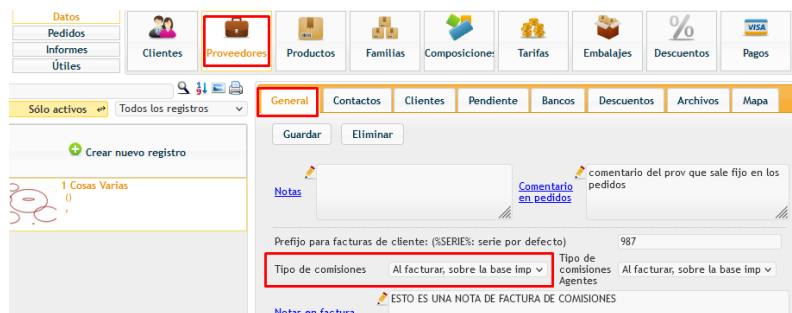 Datos
Pedidos
Informes
Útiles
Clientes
Proveedores
Productos
Familias
Composiciones
Tarifas
Embalajes
%
Descuentos
VISA
Pagos
Sólo activos
Todos los registros
General
Contactos
Clientes
Pendiente
Bancos
Descuentos
Archivos
Mapa
Guardar
Eliminar
Crear nuevo registro
1 Cosas Varias
()
,
Notas
Comentario
en pedidos
comentario del prov que sale fijo en los
pedidos
Prefijo para facturas de cliente: (%SERIE%: serie por defecto)
987
Tipo de comisiones
Al facturar, sobre la base imp
Tipo de
comisiones
Agentes
Al facturar, sobre la base imp
Notas en factura
ESTO ES UNA NOTA DE FACTURA DE COMISIONES